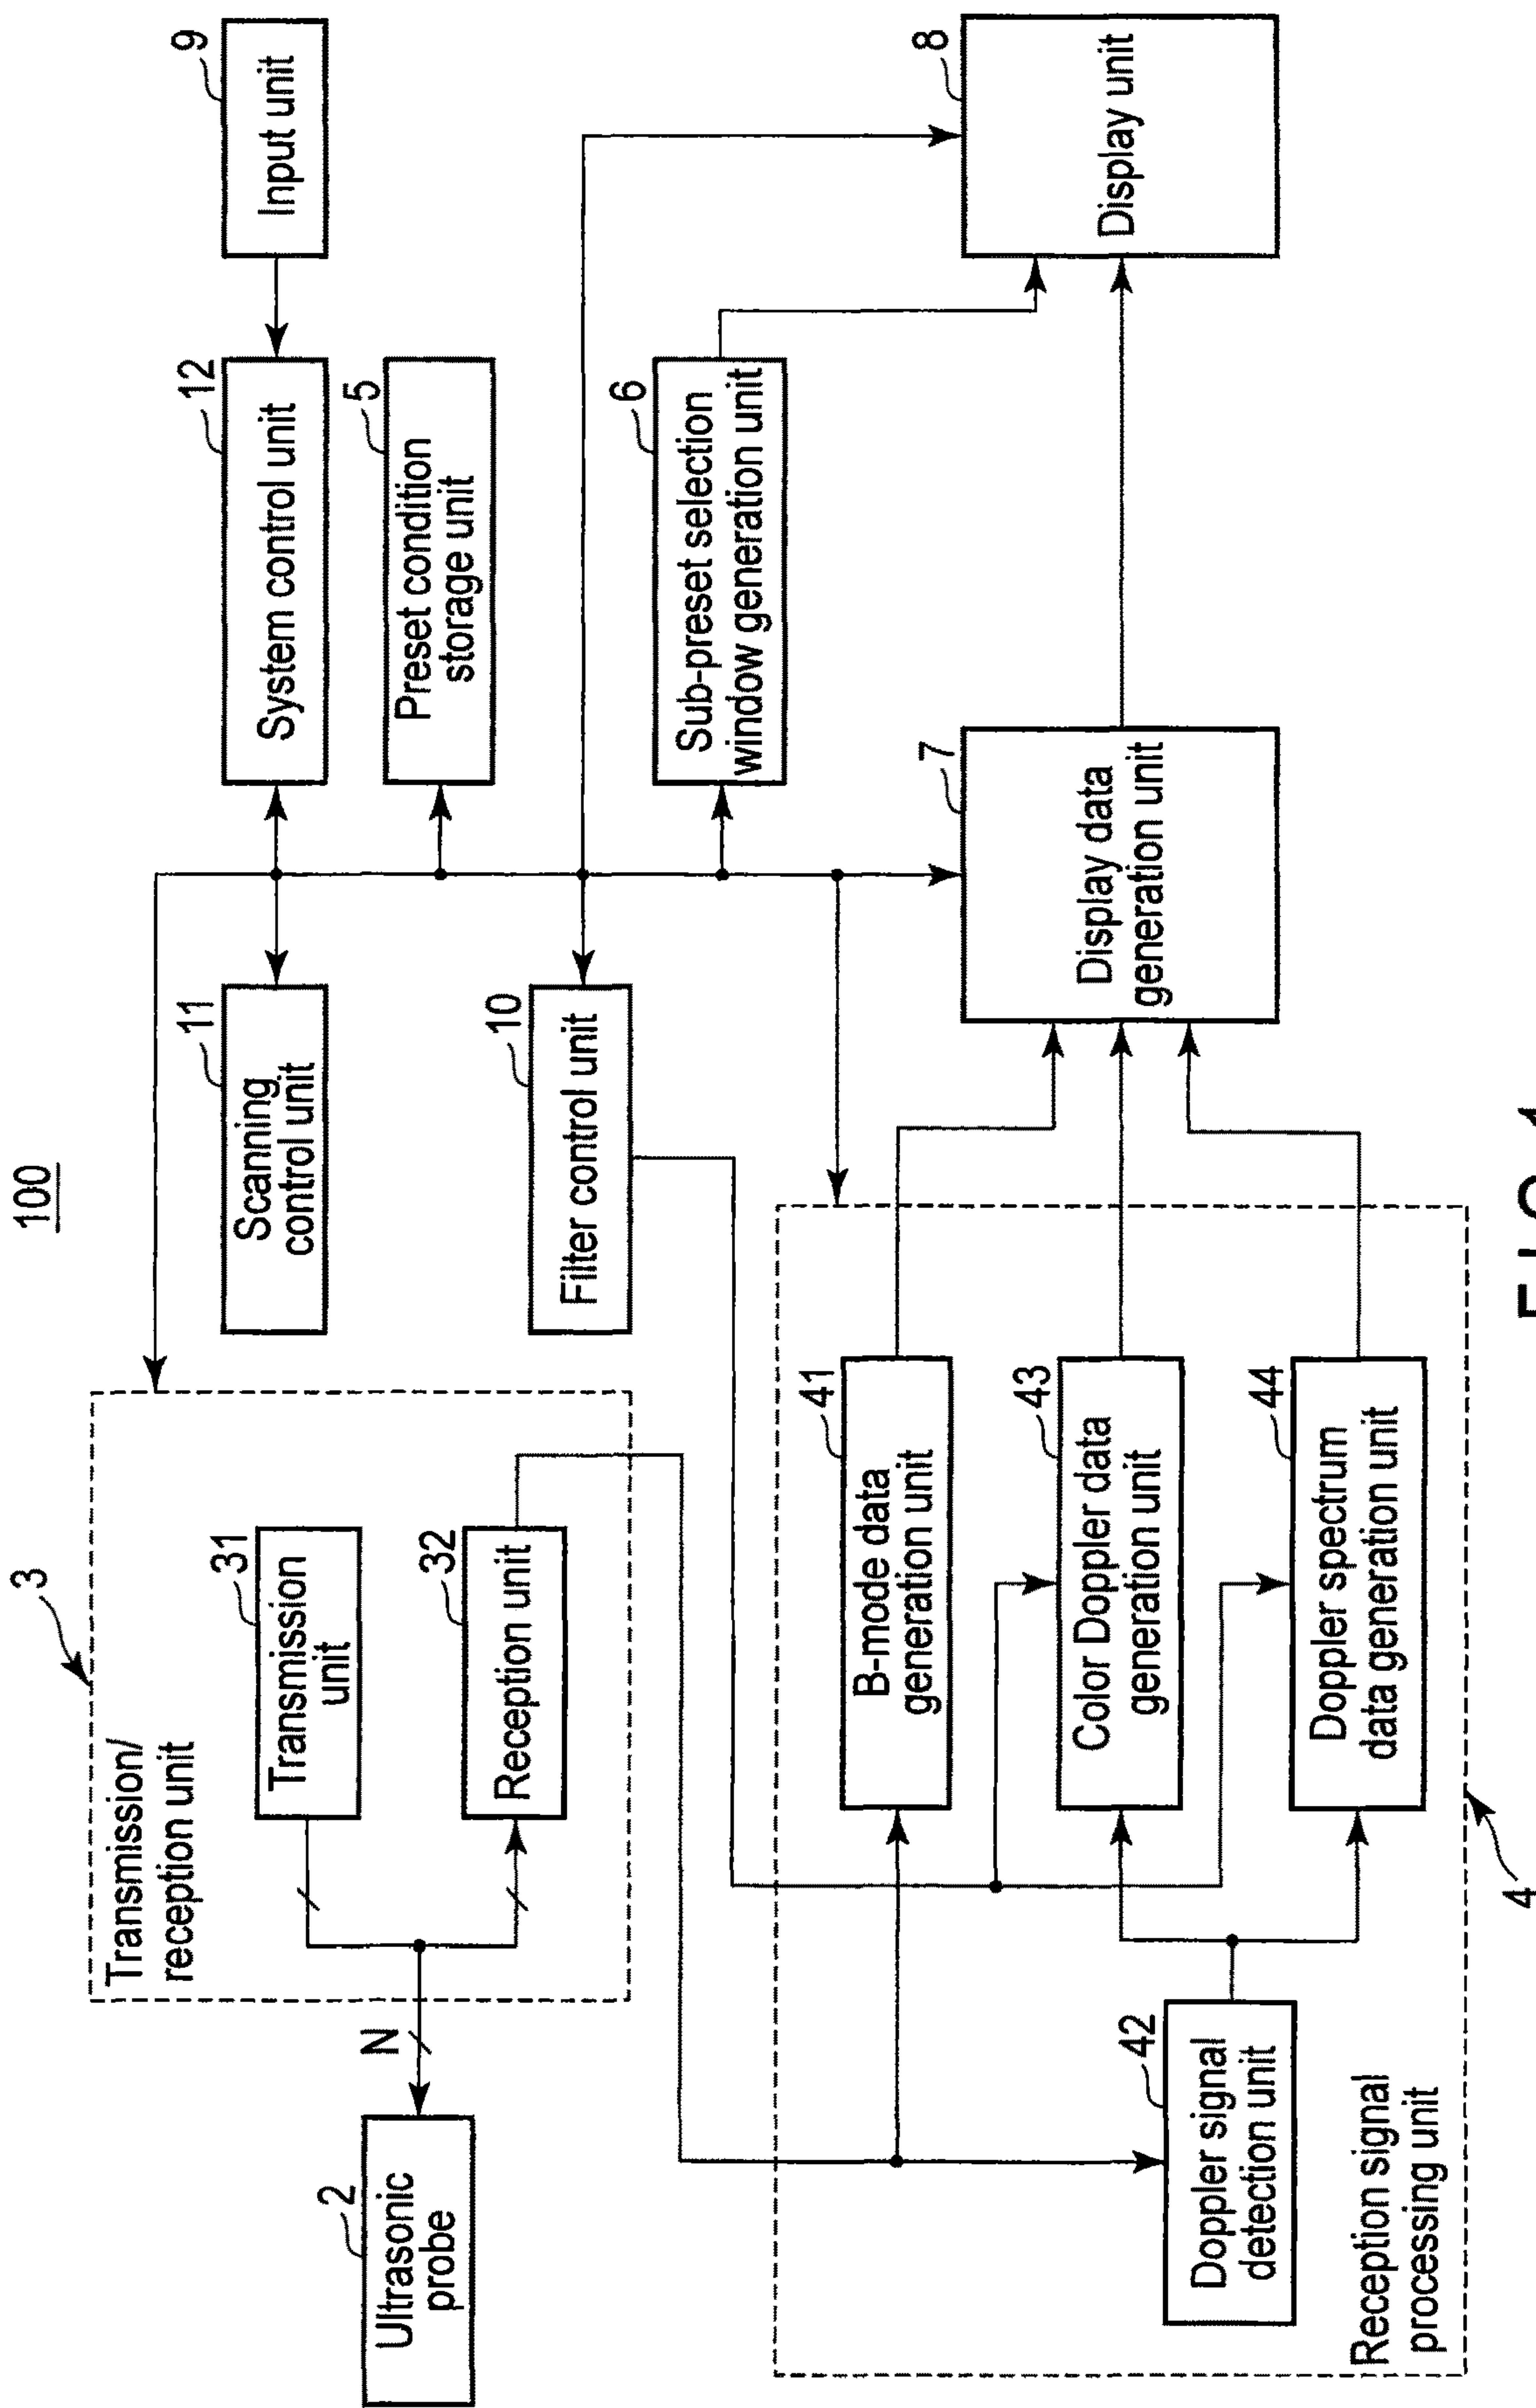 100
3
Transmission/
reception unit
31
Transmission
unit
32
Reception unit
N
2
Ultrasonic
probe
11
Scanning
control unit
10
Filter control unit
9
Input unit
12
System control unit
5
Preset condition
storage unit
6
Sub-preset selection
window generation unit
8
Display unit
7
Display data
generation unit
41
B-mode data
generation unit
43
Color Doppler data
generation unit
44
Doppler spectrum
data generation unit
42
Doppler signal
detection unit
Reception signal
processing unit
4